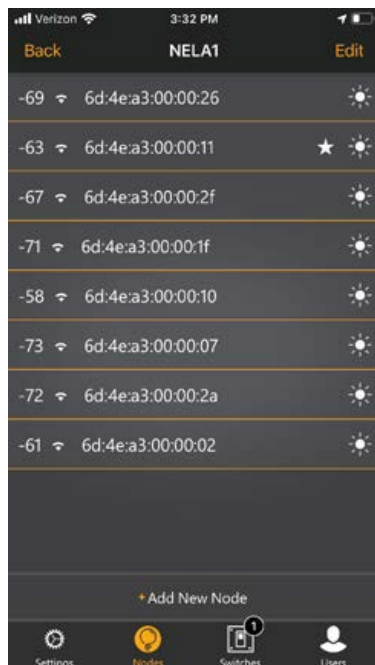 Verizon 3:32 PM
Back NELA1 Edit
-69 6d:4e:a3:00:00:26
-63 6d:4e:a3:00:00:11
-67 6d:4e:a3:00:00:2f
-71 6d:4e:a3:00:00:1f
-58 6d:4e:a3:00:00:10
-73 6d:4e:a3:00:00:07
-72 6d:4e:a3:00:00:2a
-61 6d:4e:a3:00:00:02
+Add New Node
1
Settings Nodes Switches Users